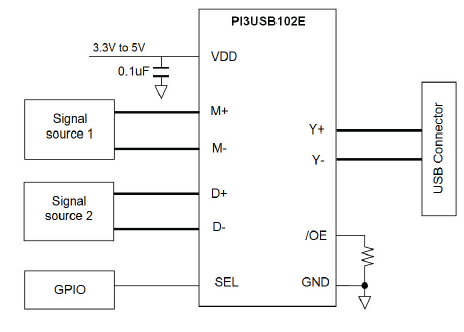 PI3USB102E
3.3V to 5V
VDD
0.1uF
Signal
source 1
M+
M-
Y+
Y-
USB Connector
Signal
source 2
D+
D-
/OE
GPIO
SEL
GND